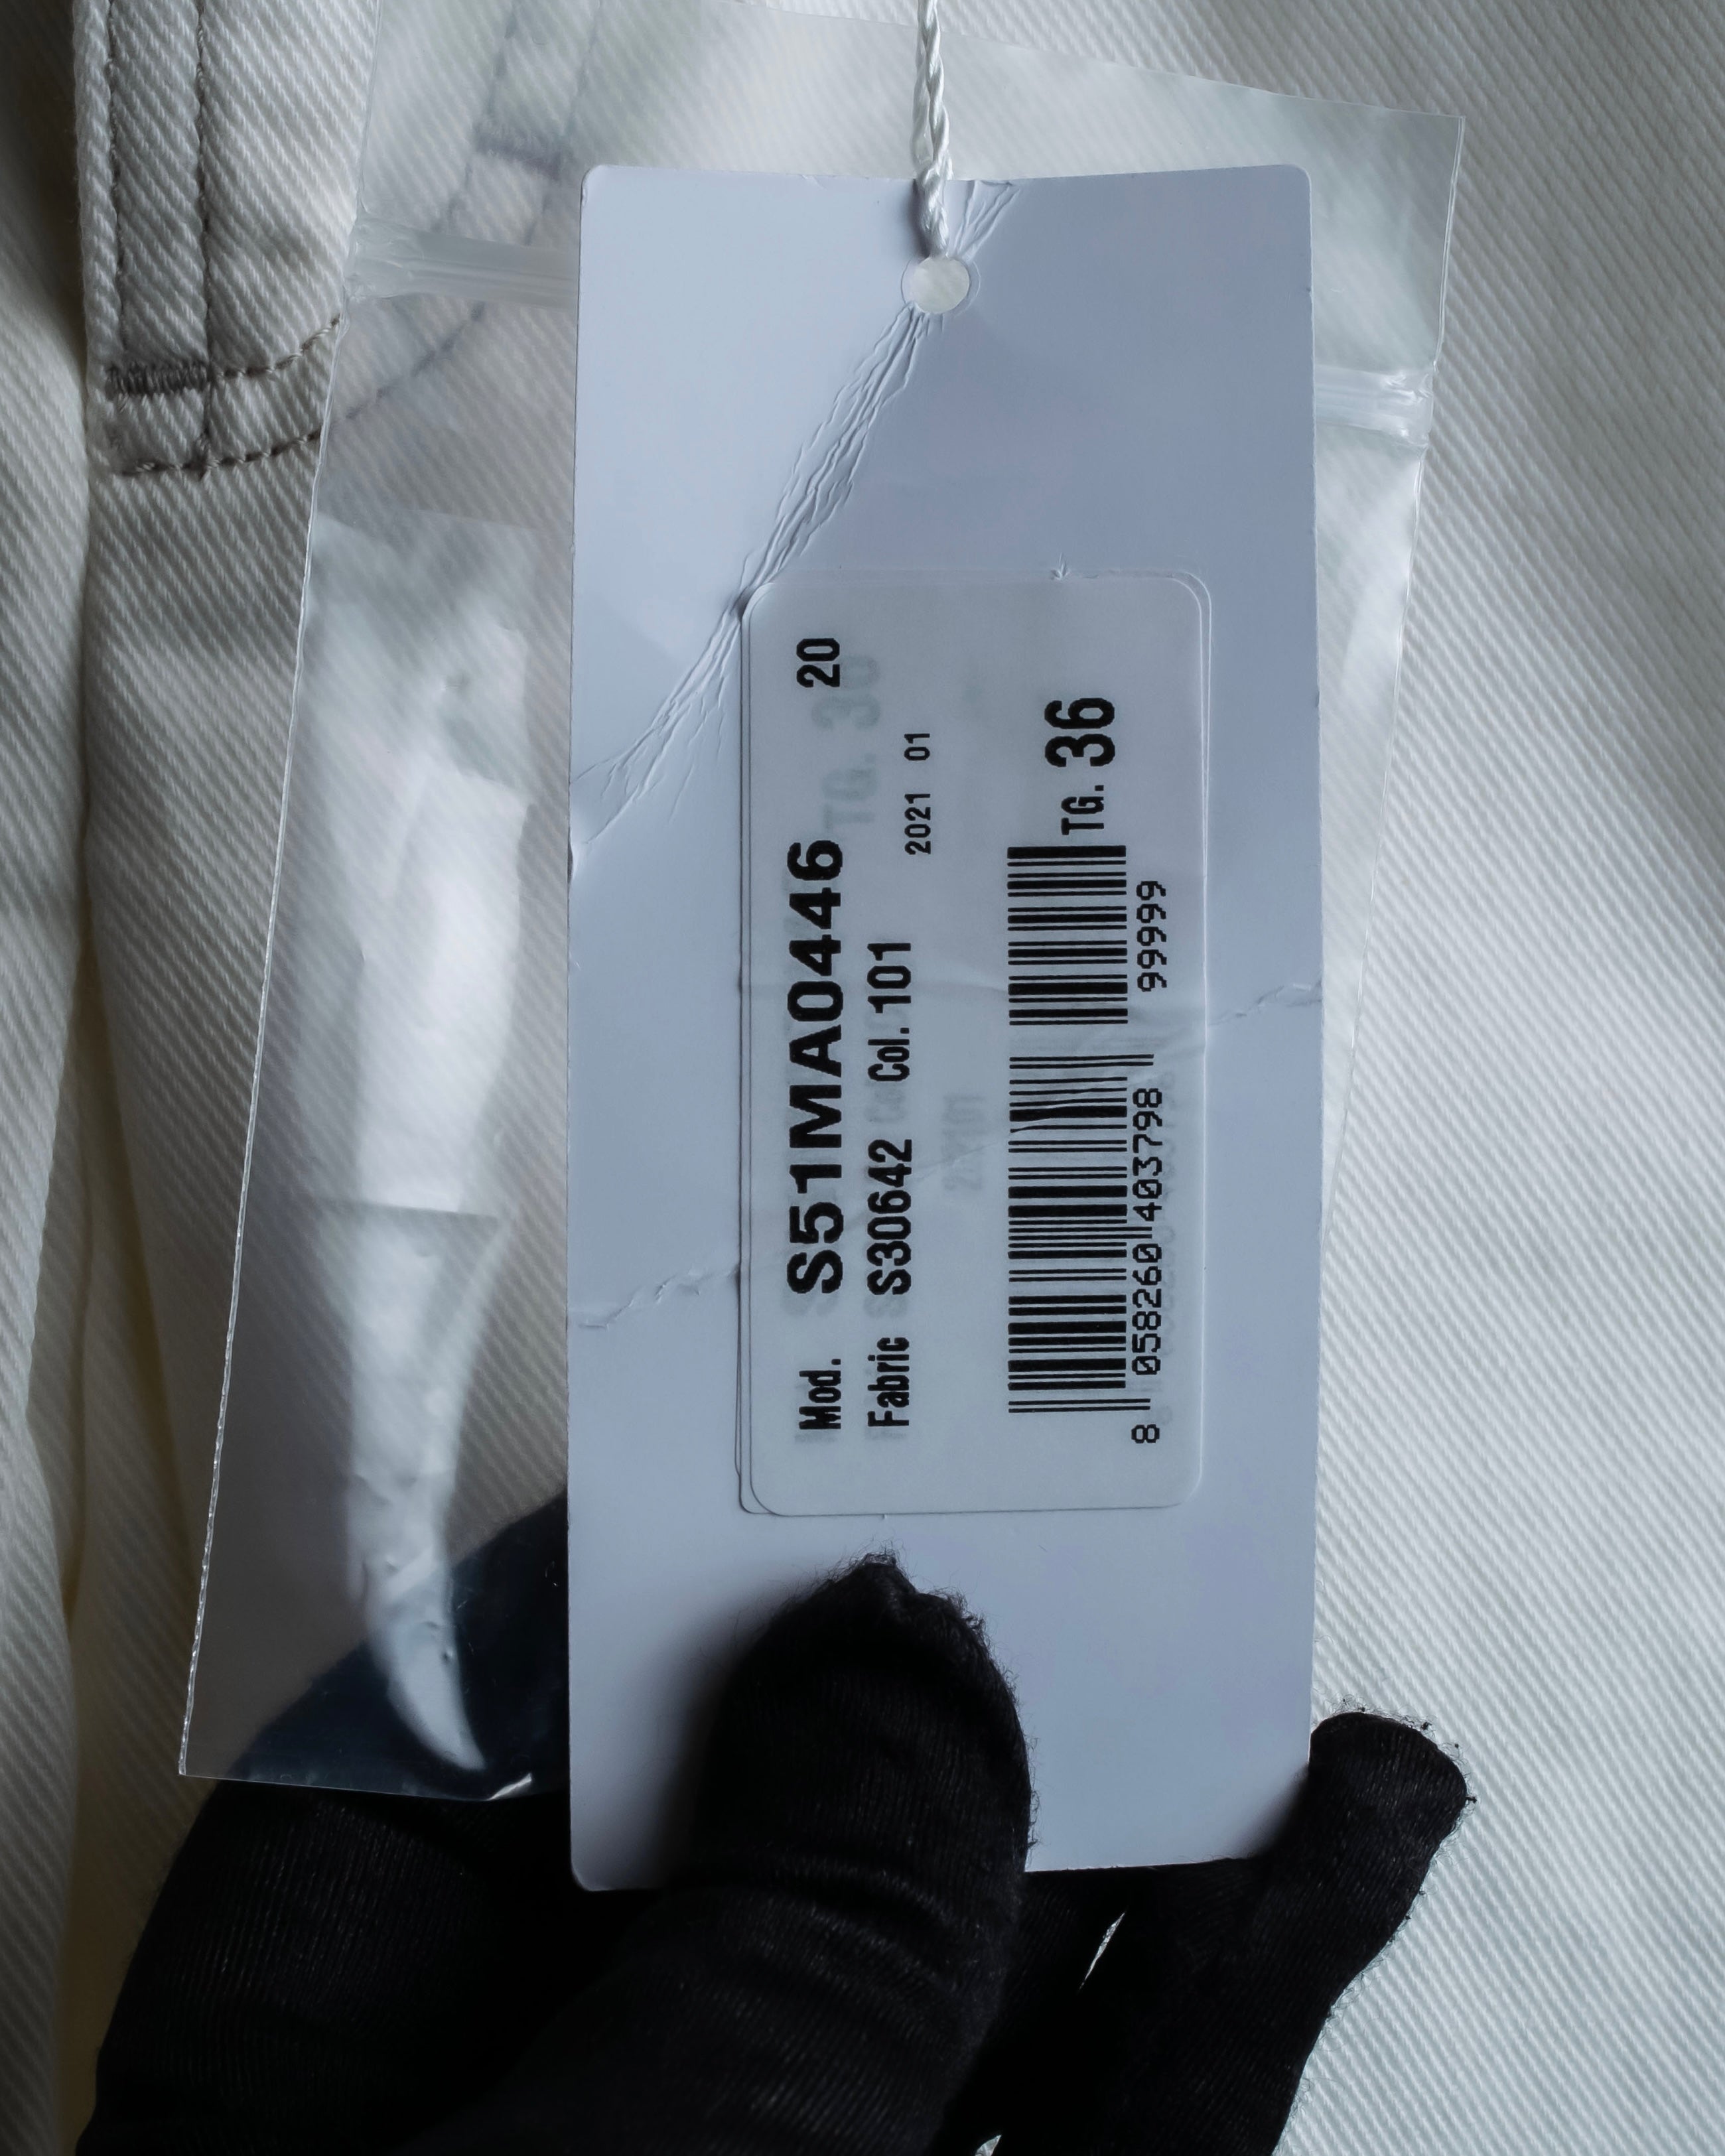 Mod. S51MA0446 20
Fabric S30642 Col. 101
2021 01
TG. 36
8 058260 403798 99999